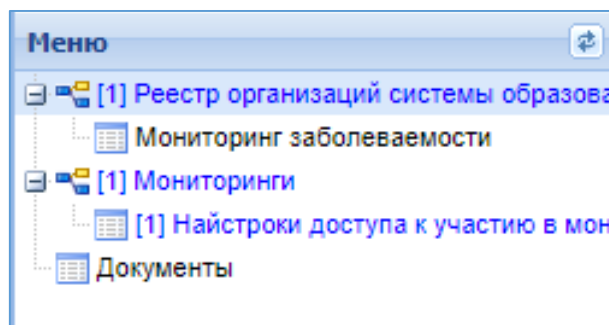 Меню
[1] Реестр организаций системы образова
Мониторинг заболеваемости
[1] Мониторинги
[1] Найстроки доступа к участию в мон
Документы